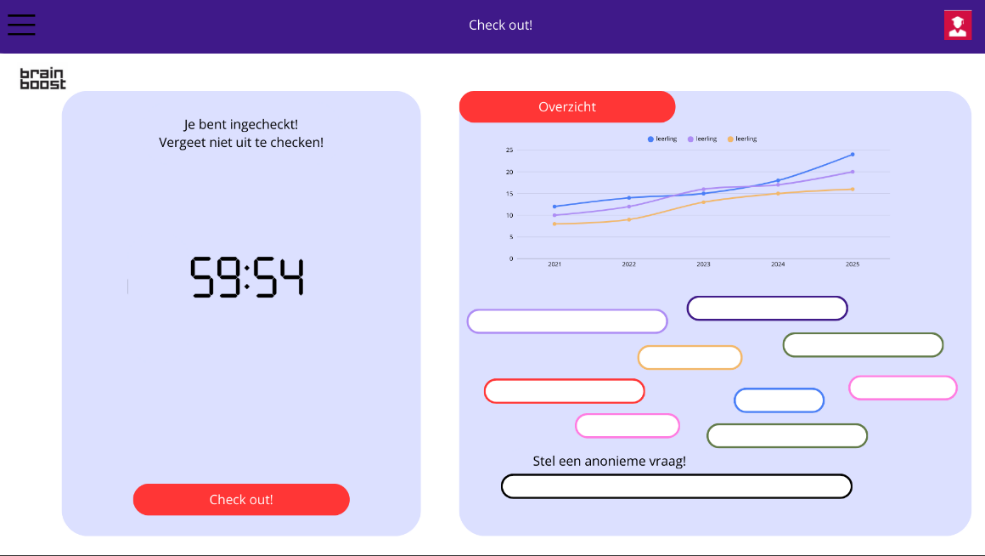 Check out!
brain
boost
Je bent ingecheckt!
Vergeet niet uit te checken!
59:54
Check out!
Overzicht
leerling leerling leerling
25
20
15
10
5
0
2021 2022 2023 2024 2025
Stel een anonieme vraag!